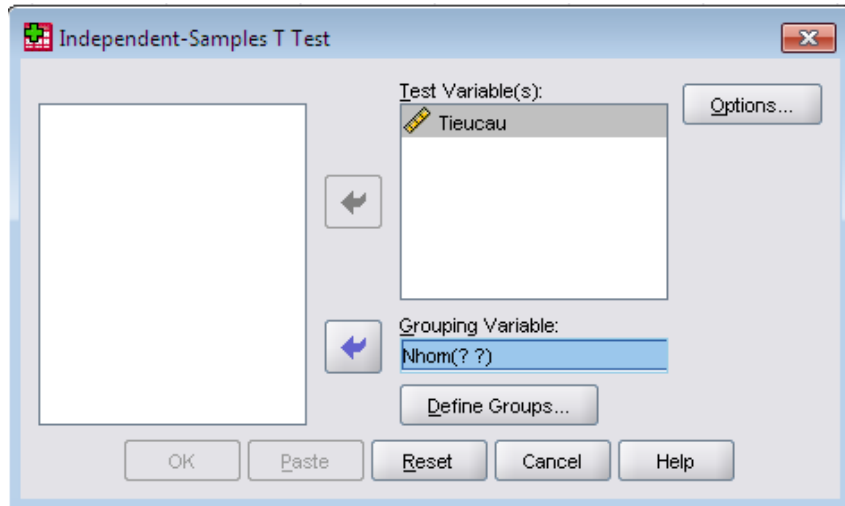 Independent-Samples T Test
Test Variable(s):
Tieucau
Options...
Grouping Variable:
Nhom(? ?)
Define Groups...
OK
Paste
Reset
Cancel
Help